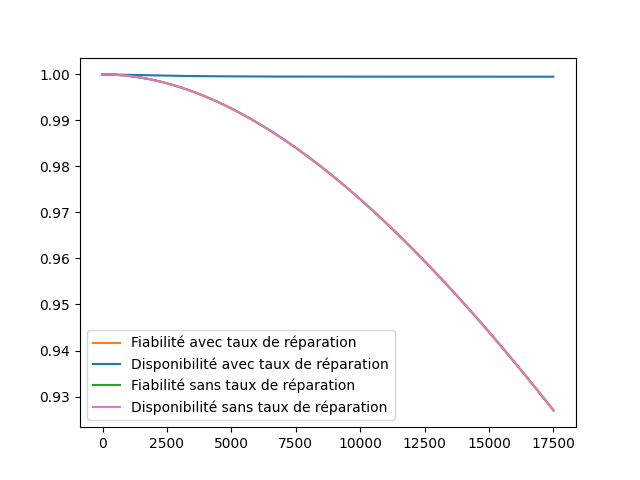 1.00
0.99
0.98
0.97
0.96
0.95
0.94
0.93
Fiabilité avec taux de réparation
Disponibilité avec taux de réparation
Fiabilité sans taux de réparation
Disponibilité sans taux de réparation
0 2500 5000 7500 10000 12500 15000 17500